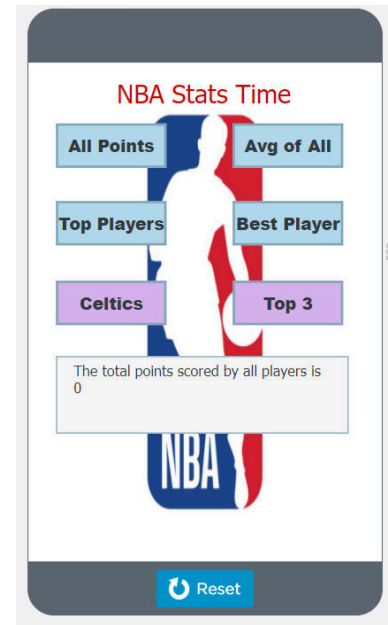 NBA Stats Time
All Points
Avg of All
Top Players
Best Player
Celtics
Top 3
The total points scored by all players is
0
NBA
Reset